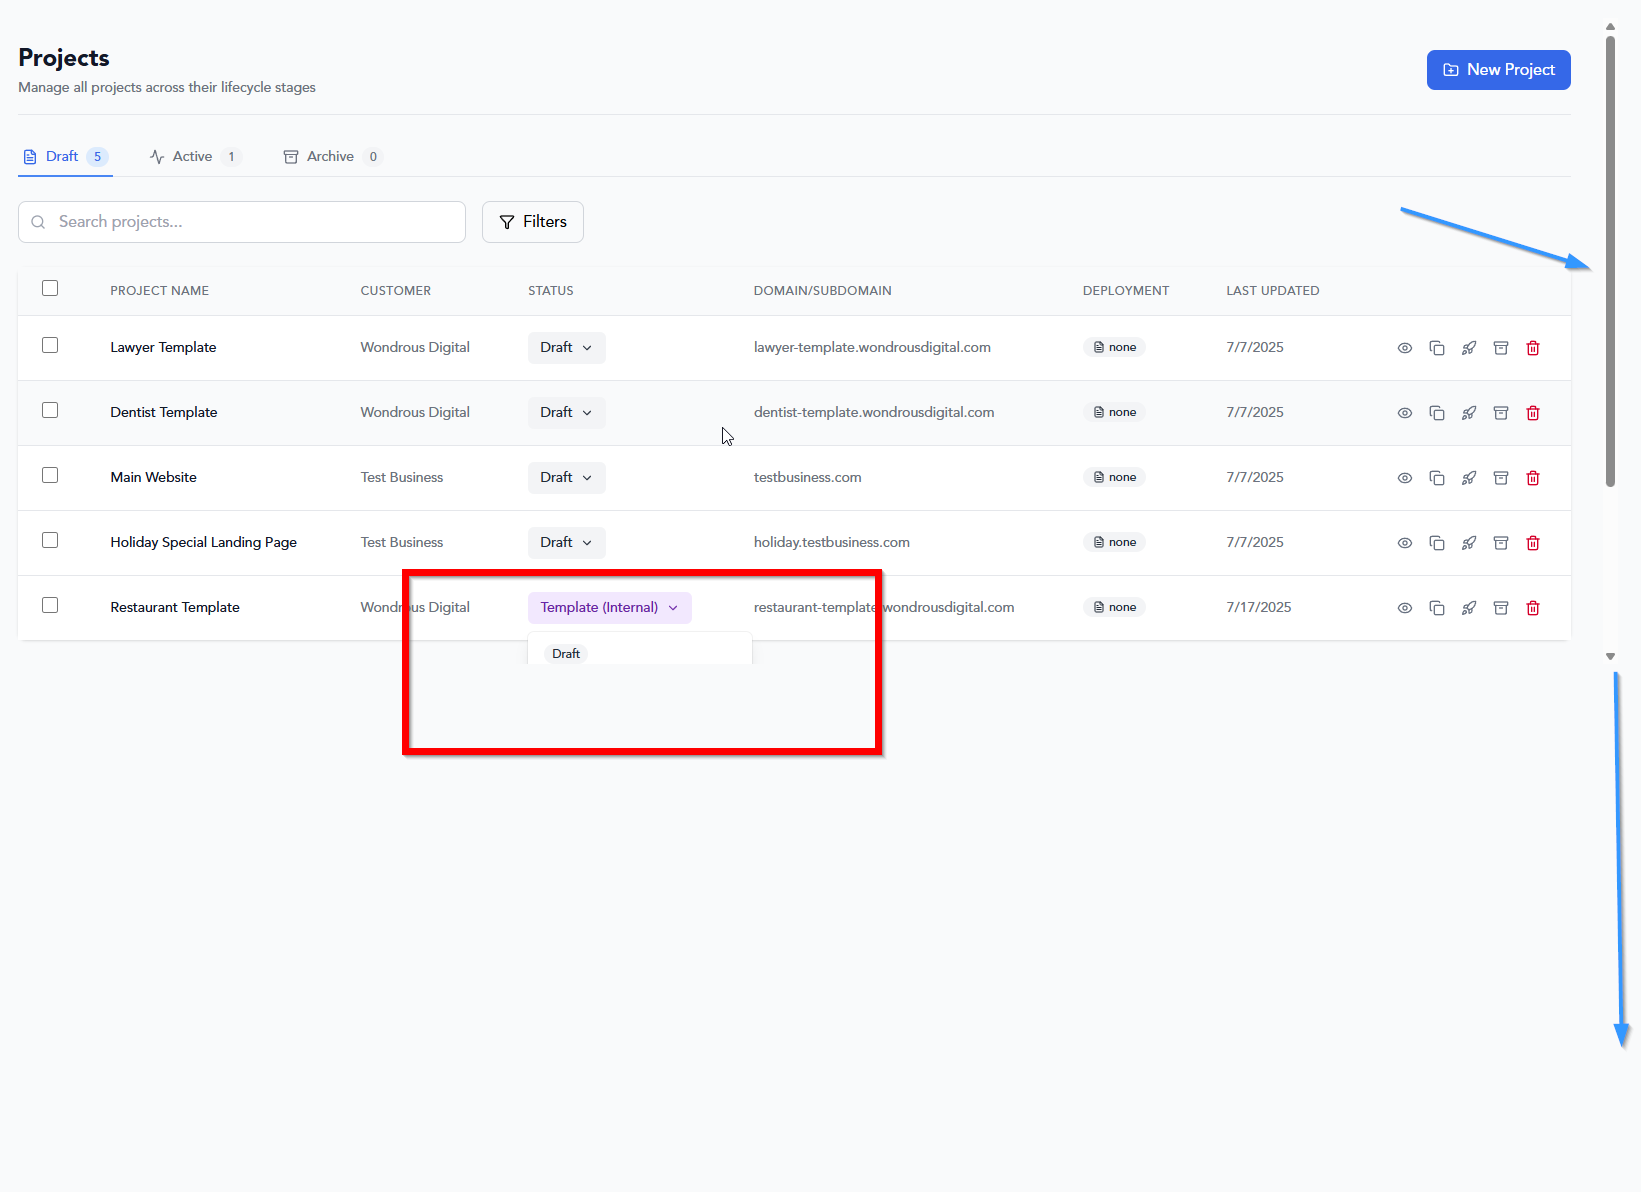 Projects
Manage all projects across their lifecycle stages
New Project
Draft 5 Active 1 Archive 0
Search projects... Filters
PROJECT NAME CUSTOMER STATUS DOMAIN/SUBDOMAIN DEPLOYMENT LAST UPDATED
Lawyer Template Wondrous Digital Draft lawyer-template.wondrousdigital.com none 7/7/2025
Dentist Template Wondrous Digital Draft dentist-template.wondrousdigital.com none 7/7/2025
Main Website Test Business Draft testbusiness.com none 7/7/2025
Holiday Special Landing Page Test Business Draft holiday.testbusiness.com none 7/7/2025
Restaurant Template Wondrous Digital Template (Internal) restaurant-template.wondrousdigital.com none 7/17/2025
Draft